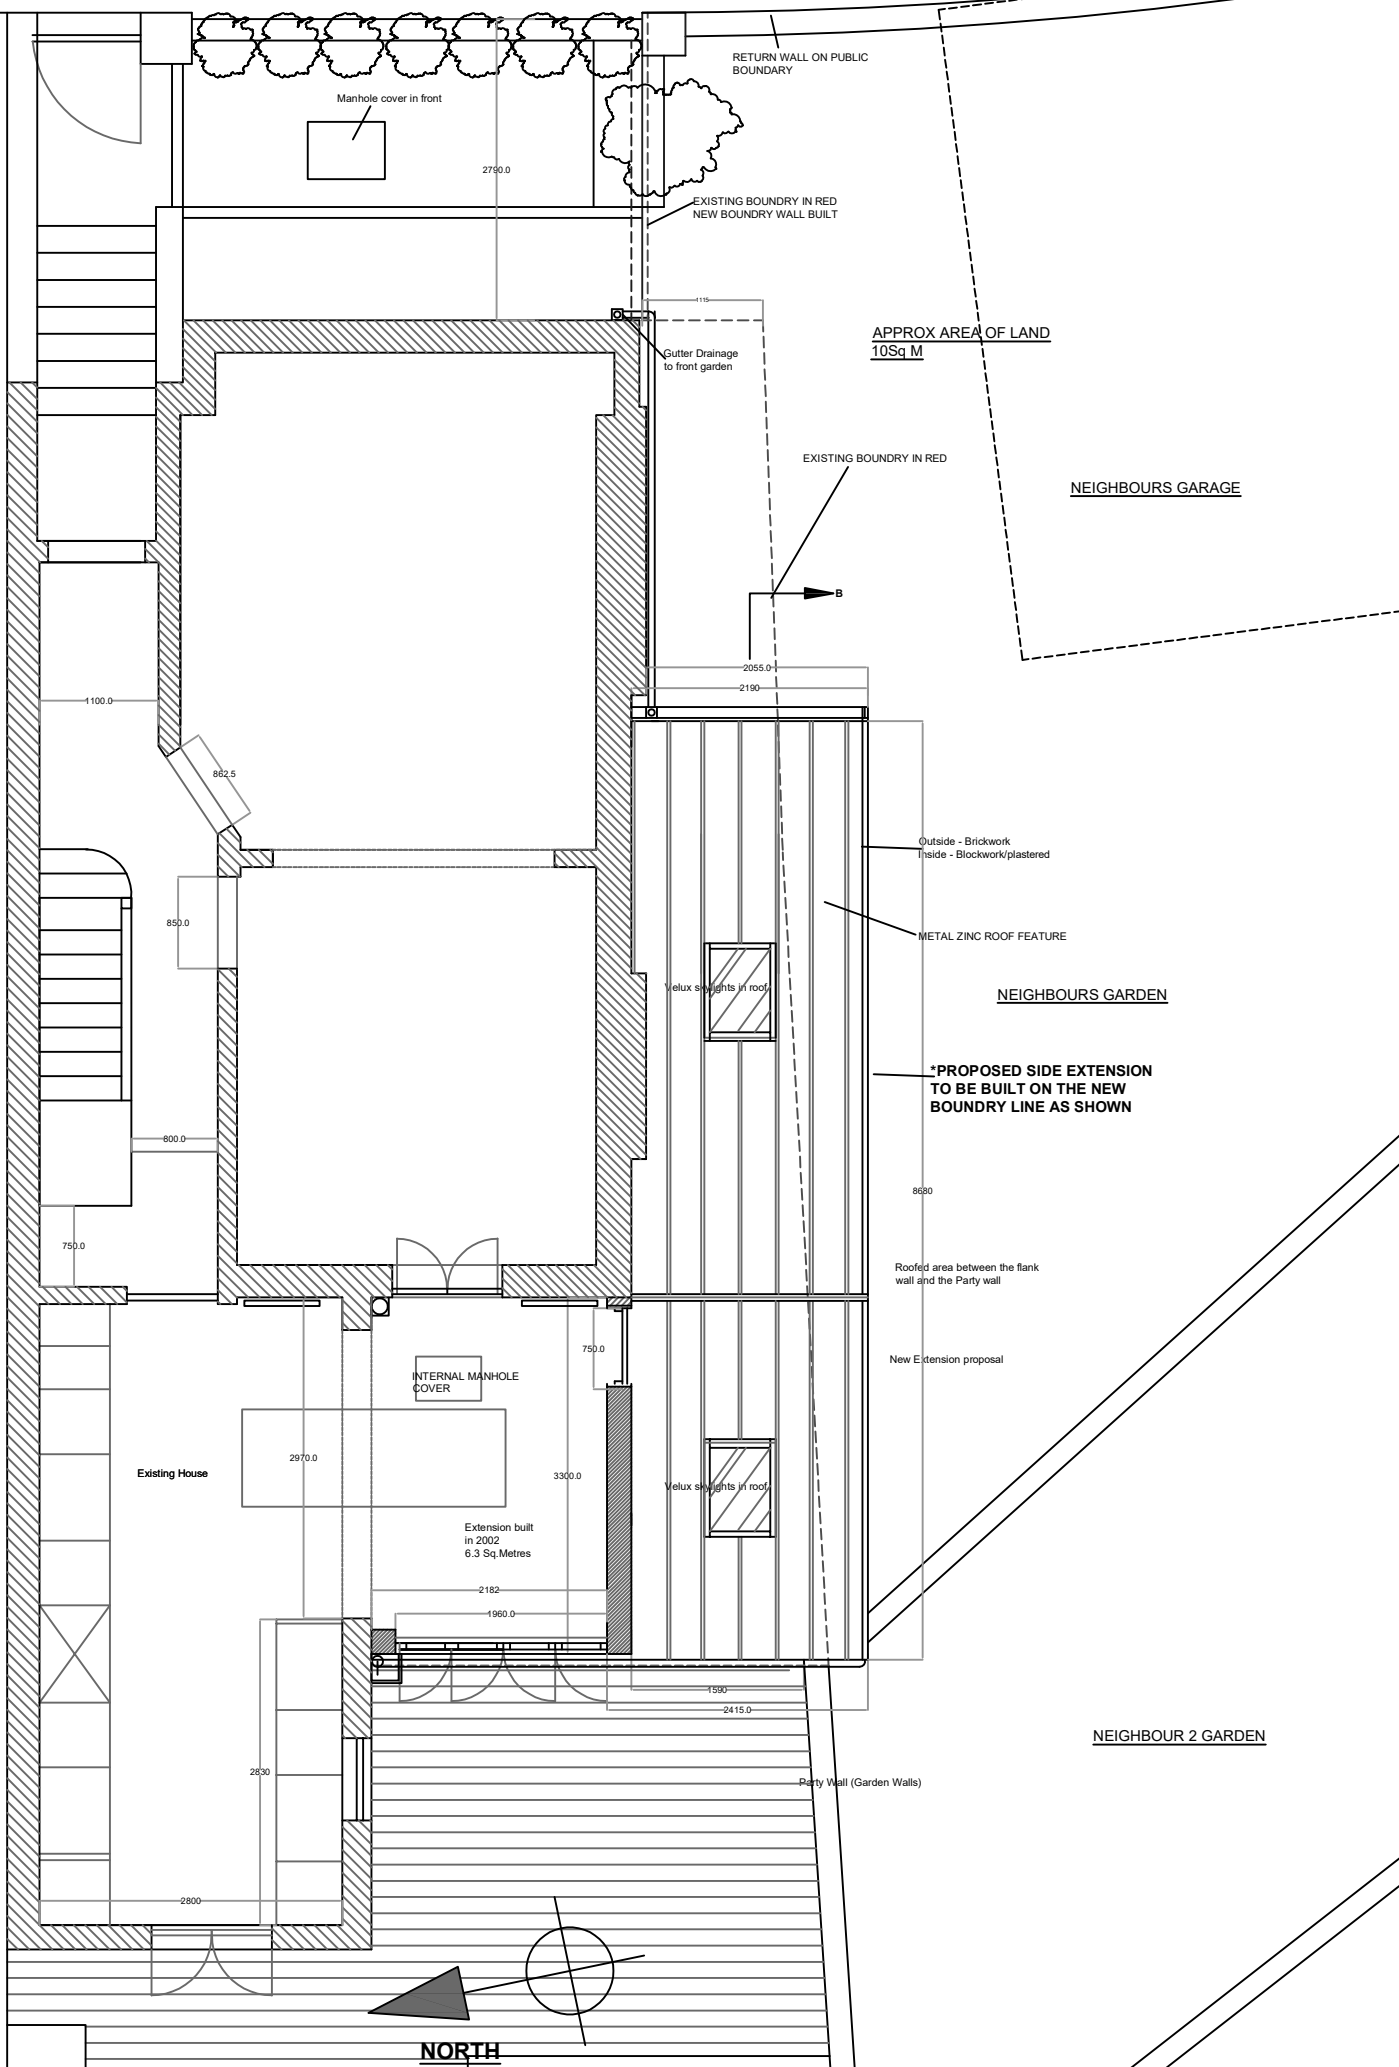 RETURN WALL ON PUBLIC
BOUNDARY
Manhole cover in front
2790.0
EXISTING BOUNDRY IN RED
NEW BOUNDRY WALL BUILT
1115
APPROX AREA OF LAND
10Sq M
Gutter Drainage
to front garden
EXISTING BOUNDRY IN RED
NEIGHBOURS GARAGE
B
2055.0
2190
1100.0
862.5
Outside - Brickwork
Inside - Blockwork/plastered
850.0
METAL ZINC ROOF FEATURE
Velux skylights in roof
NEIGHBOURS GARDEN
*PROPOSED SIDE EXTENSION
TO BE BUILT ON THE NEW
BOUNDRY LINE AS SHOWN
800.0
8680
750.0
Roofed area between the flank
wall and the Party wall
750.0
New Extension proposal
INTERNAL MANHOLE
COVER
2970.0
Existing House
3300.0
Velux skylights in roof
Extension built
in 2002
6.3 Sq.Metres
2182
1960.0
1590
2415.0
NEIGHBOUR 2 GARDEN
2830
Party Wall (Garden Walls)
2800
NORTH